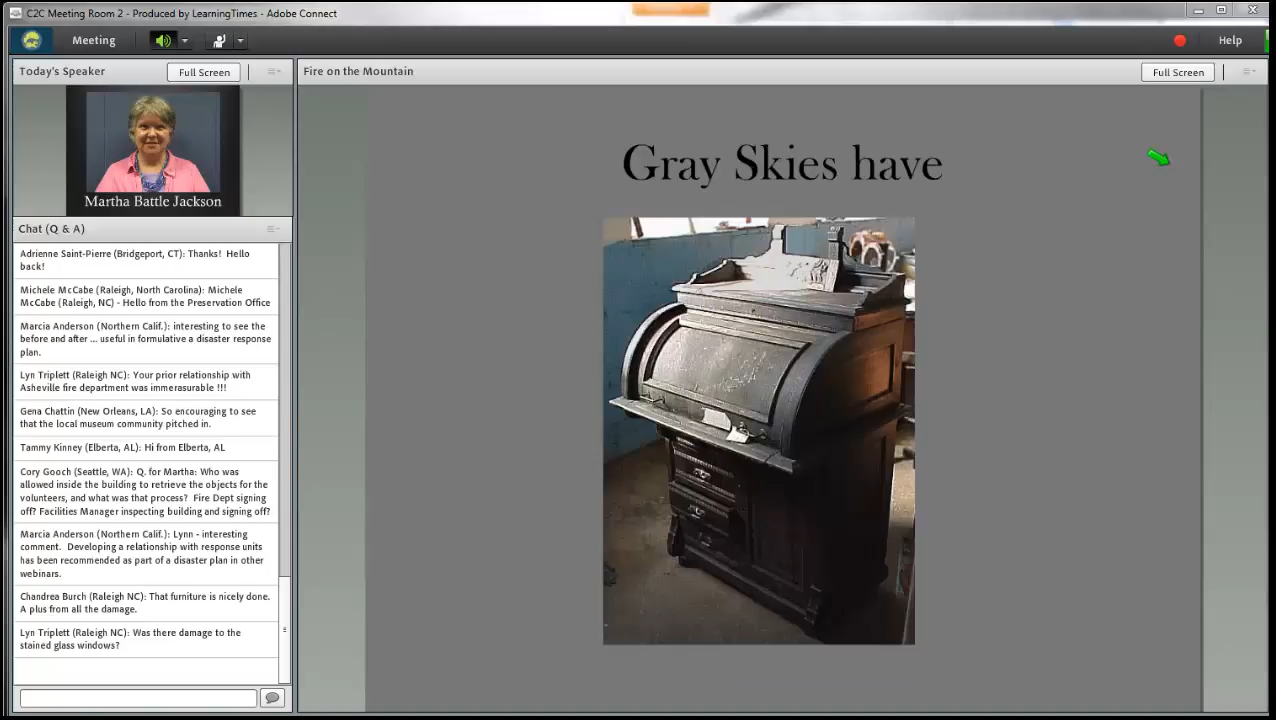 C2C Meeting Room 2 - Produced by LearningTimes - Adobe Connect
Meeting
Help
Today's Speaker
Full Screen
Fire on the Mountain
Full Screen
Martha Battle Jackson
Chat (Q & A)
Adrienne Saint-Pierre (Bridgeport, CT): Thanks!  Hello
back!
Michele McCabe (Raleigh, North Carolina): Michele
McCabe (Raleigh, NC) - Hello from the Preservation Office
Marcia Anderson (Northern Calif.): interesting to see the
before and after ... useful in formulative a disaster response
plan.
Lyn Triplett (Raleigh NC): Your prior relationship with
Asheville fire department was immerasurable !!!
Gena Chattin (New Orleans, LA): So encouraging to see
that the local museum community pitched in.
Tammy Kinney (Elberta, AL): Hi from Elberta, AL
Cory Gooch (Seattle, WA): Q. for Martha: Who was
allowed inside the building to retrieve the objects for the
volunteers, and what was that process?  Fire Dept signing
off? Facilities Manager inspecting building and signing off?
Marcia Anderson (Northern Calif.): Lynn - interesting
comment.  Developing a relationship with response units
has been recommended as part of a disaster plan in other
webinars.
Chandrea Burch (Raleigh NC): That furniture is nicely done.
A plus from all the damage.
Lyn Triplett (Raleigh NC): Was there damage to the
stained glass windows?
Gray Skies have